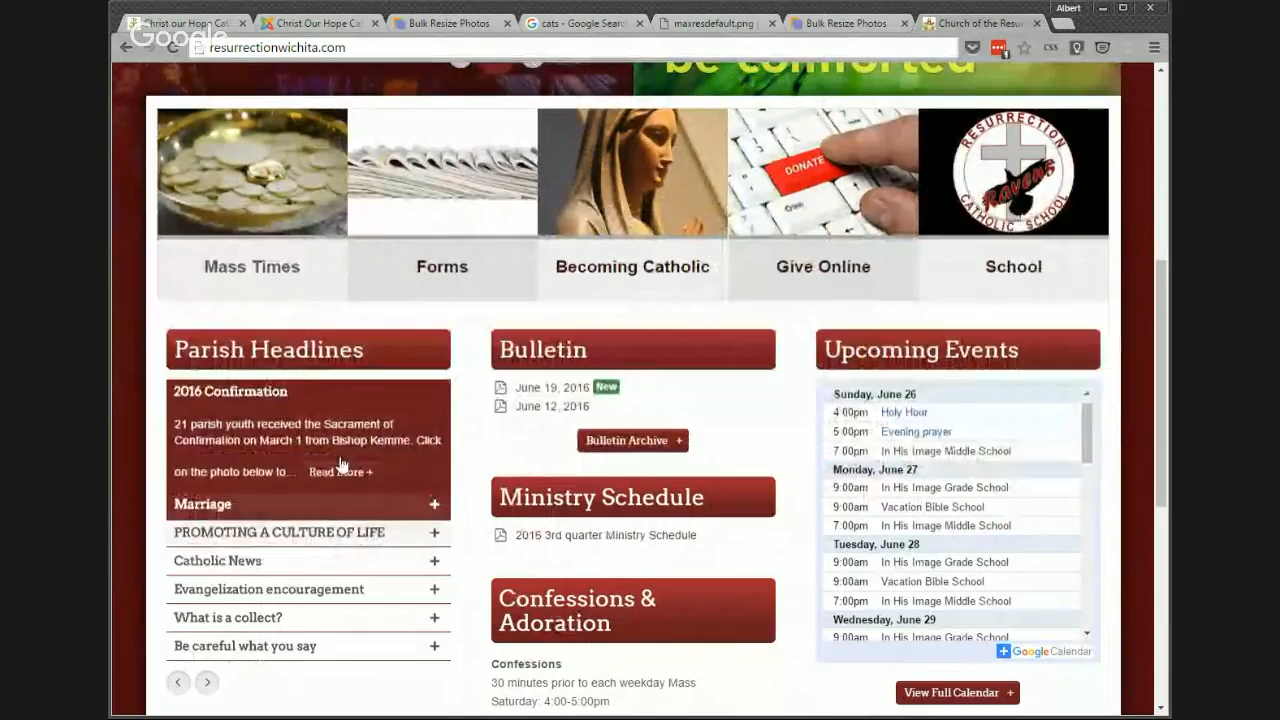 Albert
Christ our Hope Cat
Christ Our Hope Ca
Bulk Resize Photos
cats - Google Searc
maxresdefault.png
Bulk Resize Photos
Church of the Resur
Google
resurrectionwichita.com
CSS
be comforted
DONATE
RESURRECTION
Ravens
CATHOLIC SCHOOL
Mass Times
Forms
Becoming Catholic
Give Online
School
Parish Headlines
2016 Confirmation
21 parish youth received the Sacrament of
Confirmation on March 1 from Bishop Kemme. Click
on the photo below to... Read More +
Marriage +
PROMOTING A CULTURE OF LIFE +
Catholic News +
Evangelization encouragement +
What is a collect? +
Be careful what you say +
Bulletin
June 19, 2016 New
June 12, 2016
Bulletin Archive +
Ministry Schedule
2015 3rd quarter Ministry Schedule
Confessions &
Adoration
Confessions
30 minutes prior to each weekday Mass
Saturday: 4:00-5:00pm
Upcoming Events
Sunday, June 26
4:00pm Holy Hour
5:00pm Evening prayer
7:00pm In His Image Middle School
Monday, June 27
9:00am In His Image Grade School
9:00am Vacation Bible School
7:00pm In His Image Middle School
Tuesday, June 28
9:00am In His Image Grade School
9:00am Vacation Bible School
7:00pm In His Image Middle School
Wednesday, June 29
9:00am In His Image Grade School
Google Calendar
View Full Calendar +